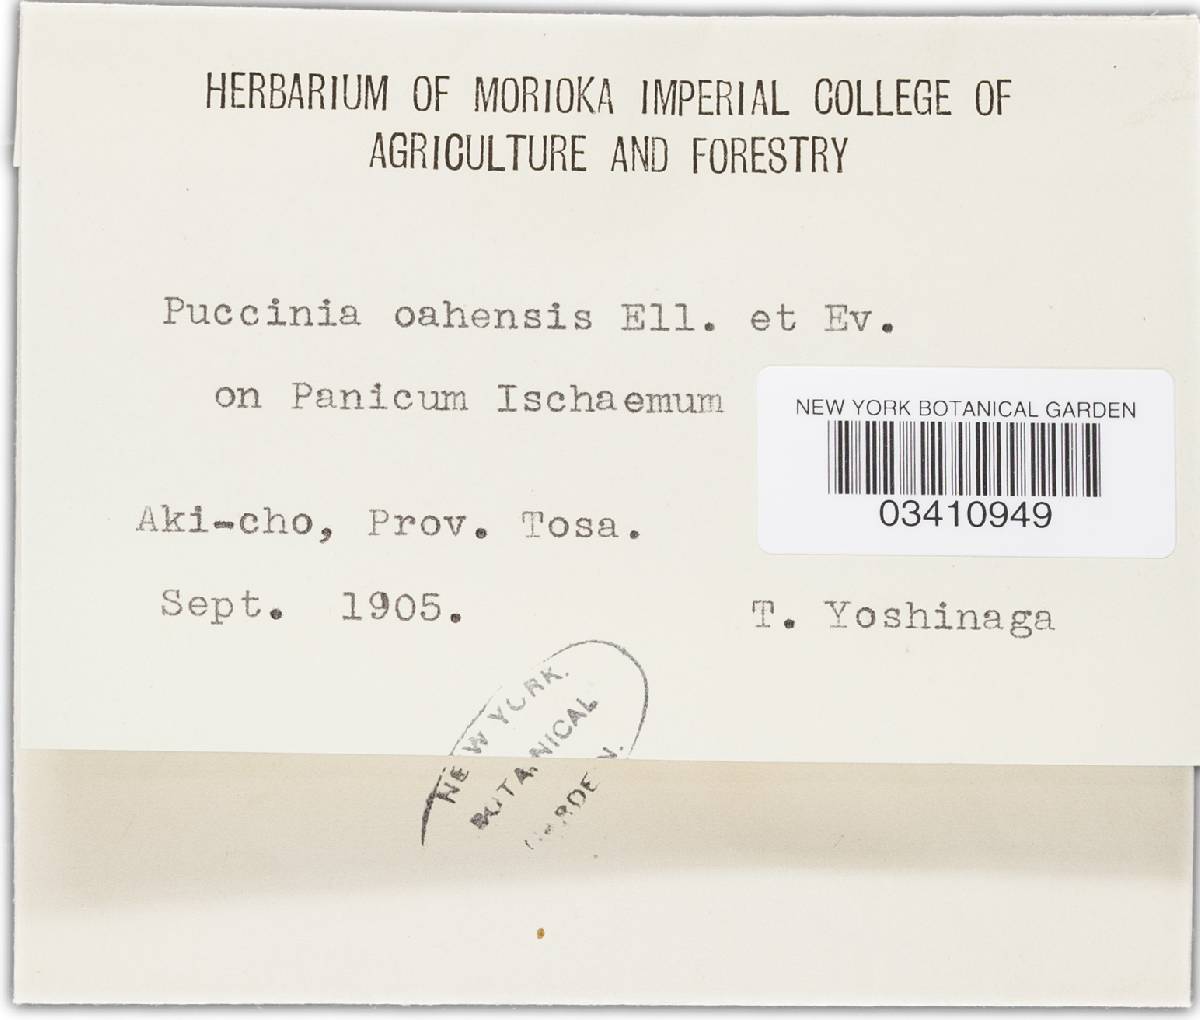 HERBARIUM OF MORIOKA IMPERIAL COLLEGE OF
AGRICULTURE AND FORESTRY
Puccinia oahensis Ell. et Ev.
on Panicum Ischaemum
NEW YORK BOTANICAL GARDEN
03410949
Aki-cho, Prov. Tosa.
Sept. 1905.
T. Yoshinaga
NEW YORK.
BOTANICAL
GARDEN.